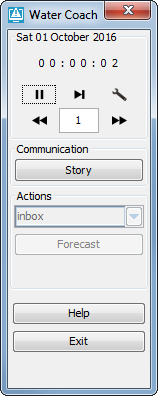 Water Coach
Sat 01 October 2016
00:00:02
1
Communication
Story
Actions
inbox
Forecast
Help
Exit